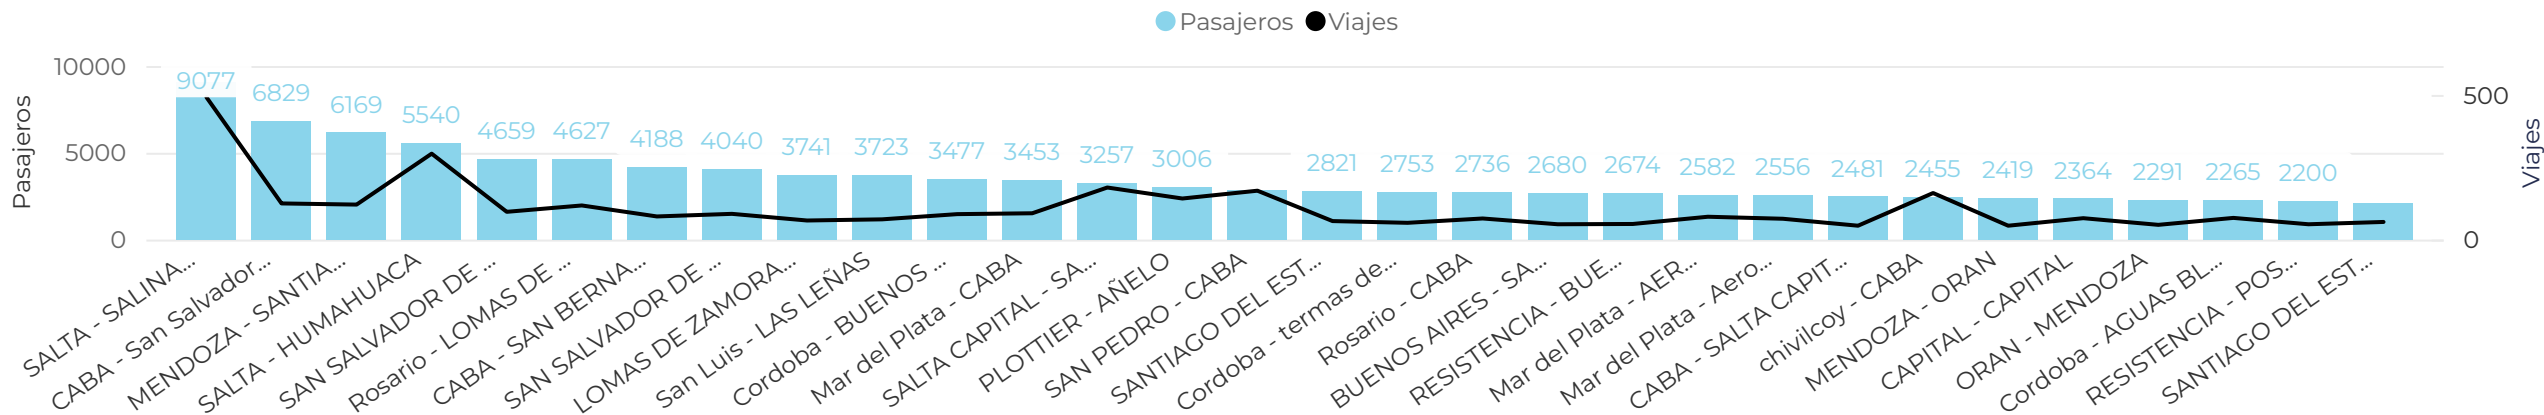 Pasajeros Viajes
Pasajeros
10000
5000
0
9077
6829
6169
5540
4659
4627
4188
4040
3741
3723
3477
3453
3257
3006
2821
2753
2736
2680
2674
2582
2556
2481
2455
2419
2364
2291
2265
2200
500
0
Viajes
SALTA - SALINA...
CABA - San Salvador...
MENDOZA - SANTIA...
SALTA - HUMAHUACA
SAN SALVADOR DE ...
Rosario - LOMAS DE ...
CABA - SAN BERNA...
SAN SALVADOR DE ...
LOMAS DE ZAMORA...
San Luis - LAS LEÑAS
Cordoba - BUENOS ...
Mar del Plata - CABA
SALTA CAPITAL - SA...
PLOTTIER - AÑELO
SAN PEDRO - CABA
SANTIAGO DEL EST...
Cordoba - termas de...
Rosario - CABA
BUENOS AIRES - SA...
RESISTENCIA - BUE...
Mar del Plata - AER...
Mar del Plata - Aero...
CABA - SALTA CAPIT...
chivilcoy - CABA
MENDOZA - ORAN
CAPITAL - CAPITAL
ORAN - MENDOZA
Cordoba - AGUAS BL...
RESISTENCIA - POS...
SANTIAGO DEL EST...